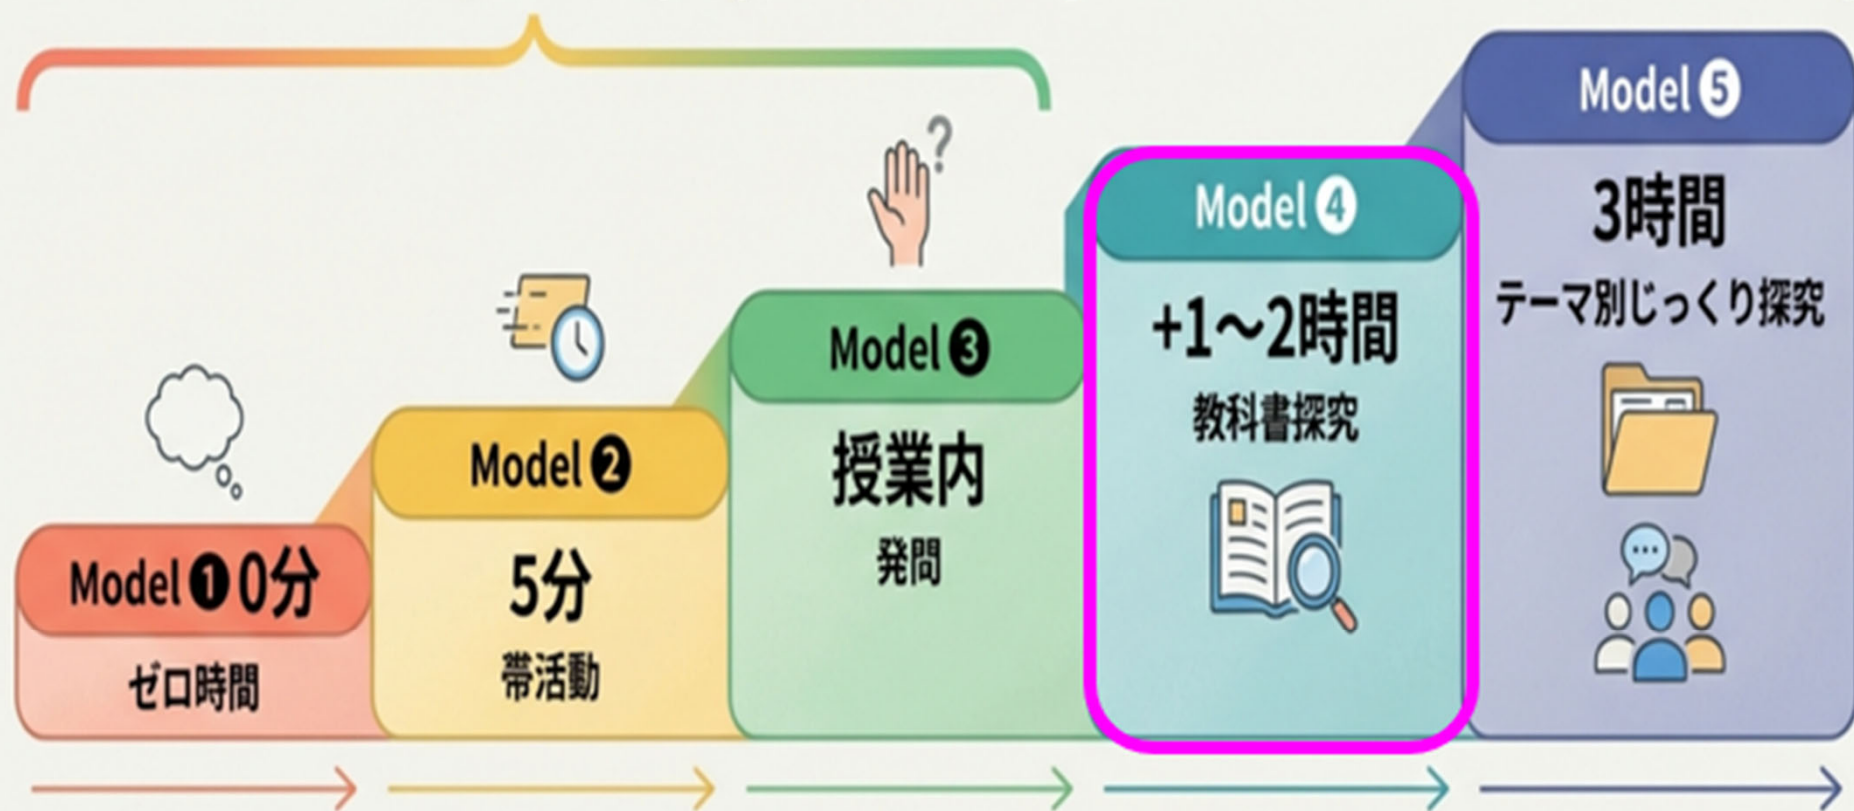 Model ❶ 0分
ゼロ時間
Model ❷
5分
帯活動
?
Model ❸
授業内
発問
Model ❹
+1～2時間
教科書探究
Model ❺
3時間
テーマ別じっくり探究